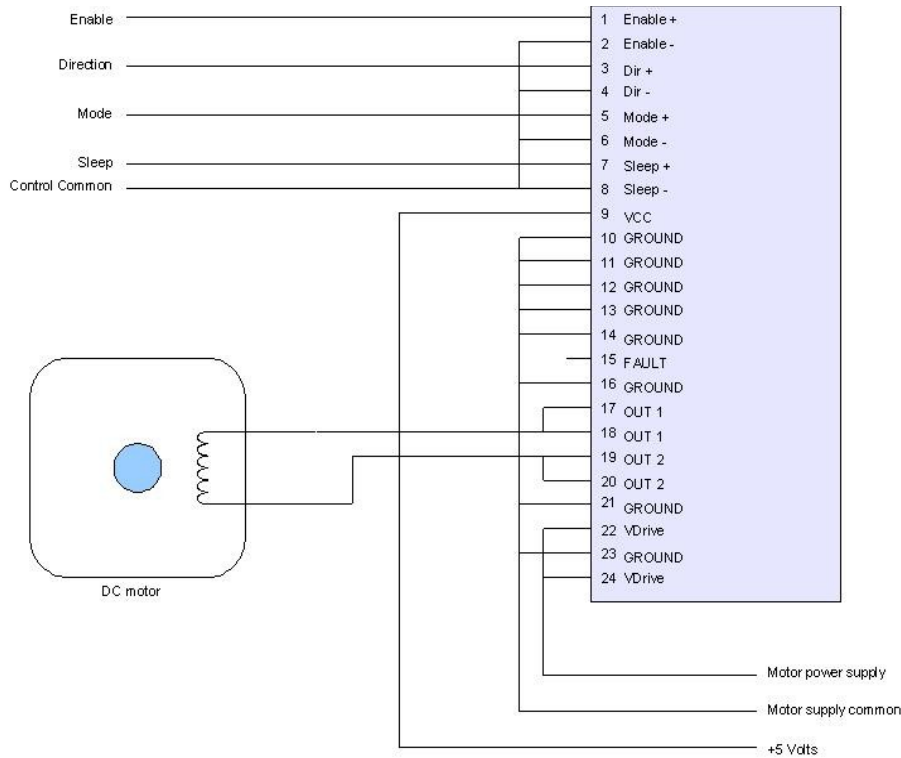 Enable
Direction
Mode
Sleep
Control Common
1 Enable +
2 Enable -
3 Dir +
4 Dir -
5 Mode +
6 Mode -
7 Sleep +
8 Sleep -
9 VCC
10 GROUND
11 GROUND
12 GROUND
13 GROUND
14 GROUND
15 FAULT
16 GROUND
17 OUT 1
18 OUT 1
19 OUT 2
20 OUT 2
21 GROUND
22 VDrive
23 GROUND
24 VDrive
DC motor
Motor power supply
Motor supply common
+5 Volts